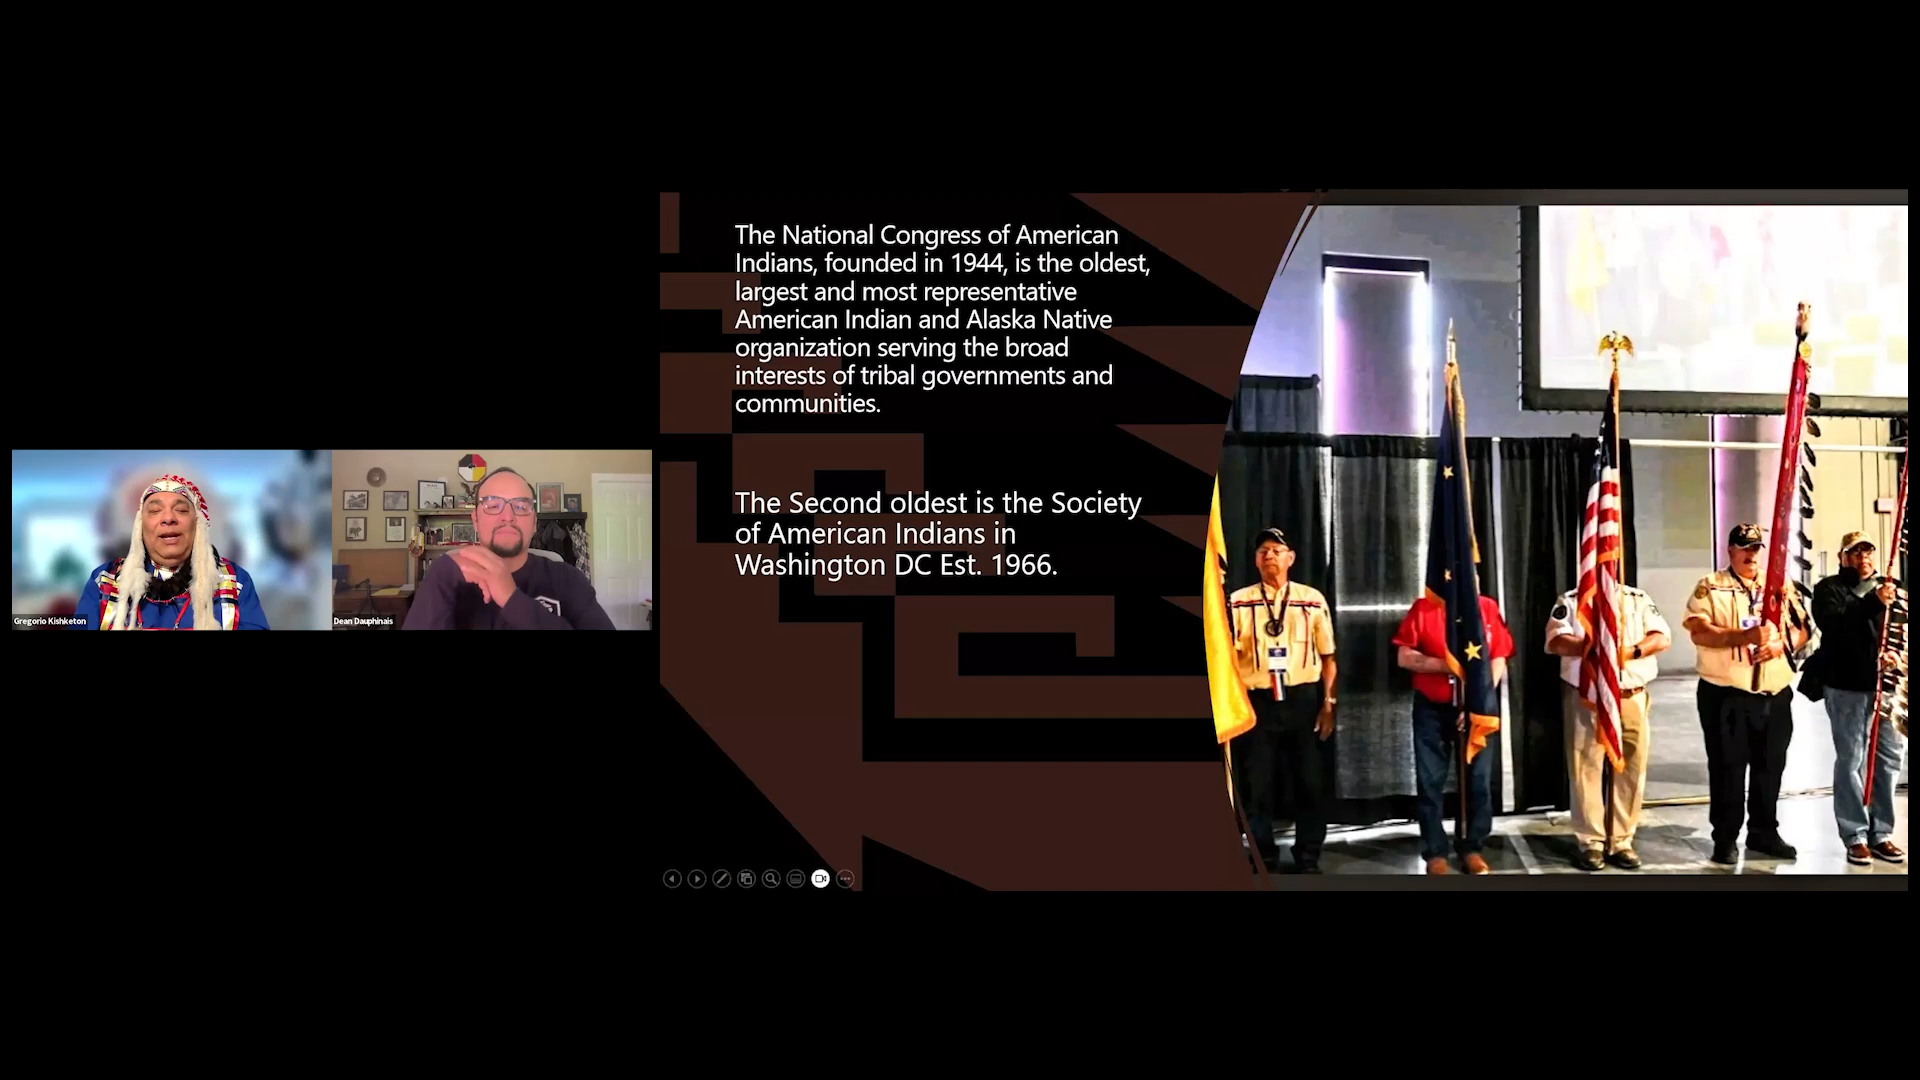 The National Congress of American
Indians, founded in 1944, is the oldest,
largest and most representative
American Indian and Alaska Native
organization serving the broad
interests of tribal governments and
communities.
The Second oldest is the Society
of American Indians in
Washington DC Est. 1966.
Gregorio Kishketon
Dean Dauphinais